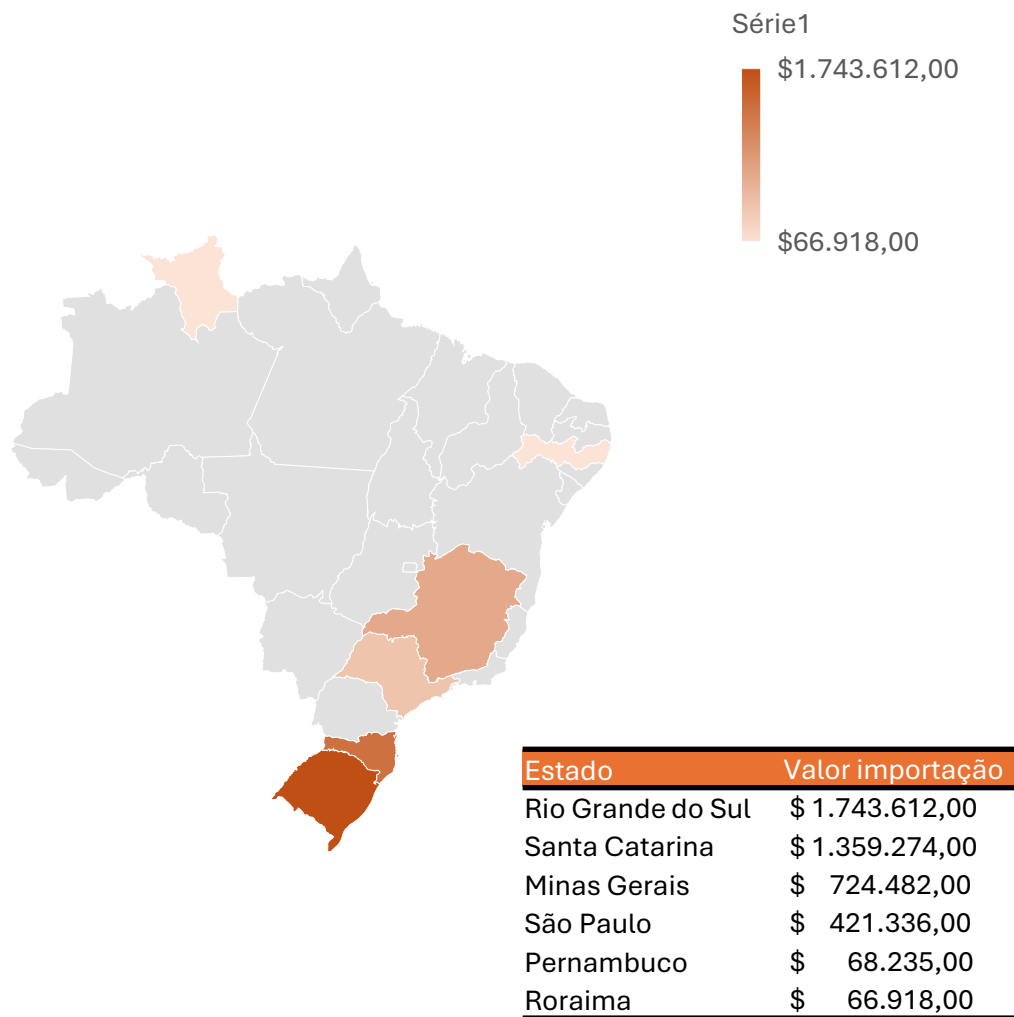 Série1
$1.743.612,00
$66.918,00
Estado Valor importação
Rio Grande do Sul $ 1.743.612,00
Santa Catarina $ 1.359.274,00
Minas Gerais $ 724.482,00
São Paulo $ 421.336,00
Pernambuco $ 68.235,00
Roraima $ 66.918,00